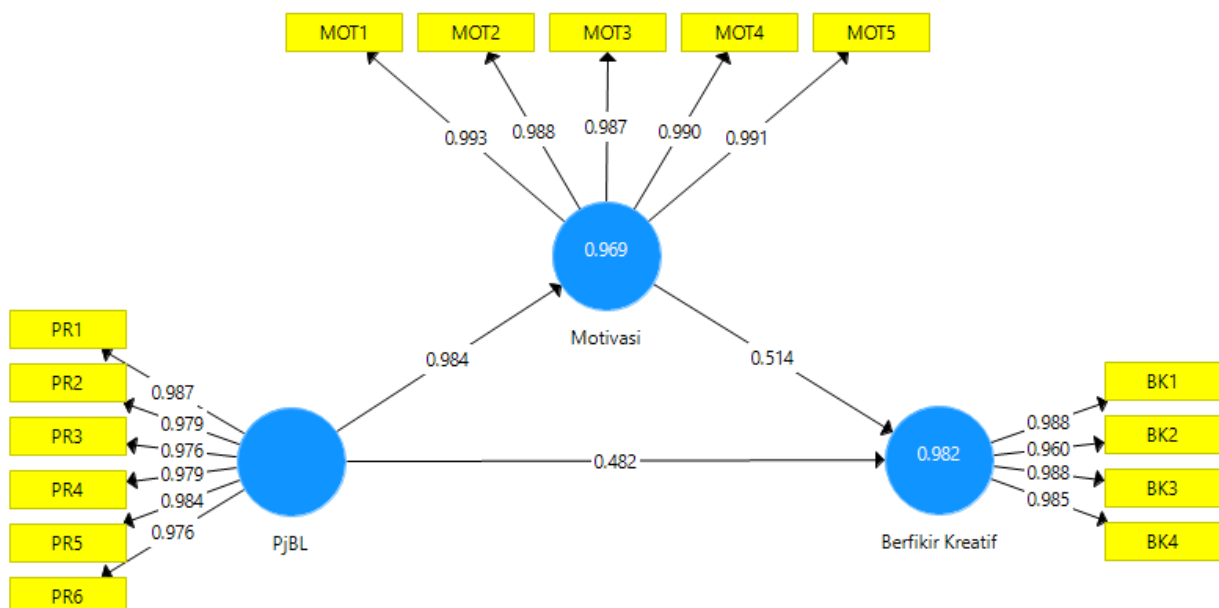 MOT1 MOT2 MOT3 MOT4 MOT5
0.993 0.988 0.987 0.990 0.991
0.969
Motivasi
0.984
0.514
PR1
PR2
PR3
PR4
PR5
PR6
0.987
0.979
0.976
0.979
0.984
0.976
PjBL
0.482
0.982
Berfikir Kreatif
0.988
0.960
0.988
0.985
BK1
BK2
BK3
BK4